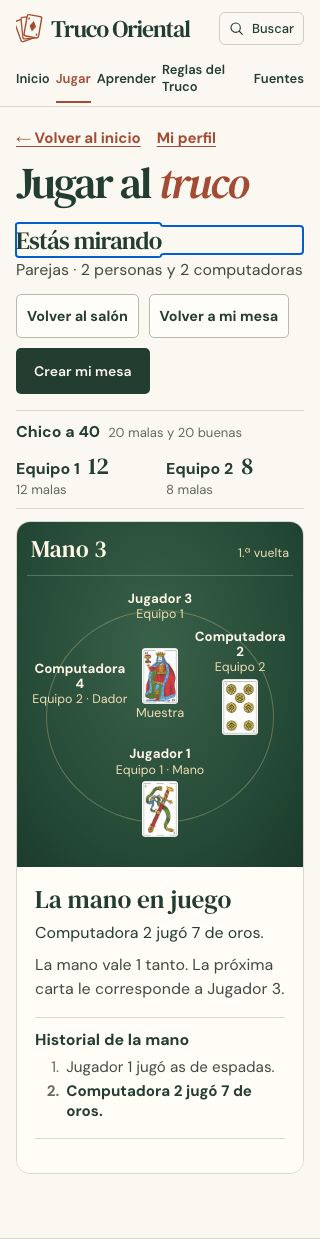 Truco Oriental
Buscar
Inicio
Jugar
Aprender
Reglas del
Truco
Fuentes
← Volver al inicio
Mi perfil
Jugar al truco
Estás mirando
Parejas · 2 personas y 2 computadoras
Volver al salón
Volver a mi mesa
Crear mi mesa
Chico a 40
20 malas y 20 buenas
Equipo 1 12
Equipo 2 8
12 malas
8 malas
Mano 3
1.ª vuelta
Jugador 3
Equipo 1
Computadora
2
Equipo 2
Computadora
4
Equipo 2 · Dador
Muestra
Jugador 1
Equipo 1 · Mano
La mano en juego
Computadora 2 jugó 7 de oros.
La mano vale 1 tanto. La próxima
carta le corresponde a Jugador 3.
Historial de la mano
1. Jugador 1 jugó as de espadas.
2. Computadora 2 jugó 7 de
oros.